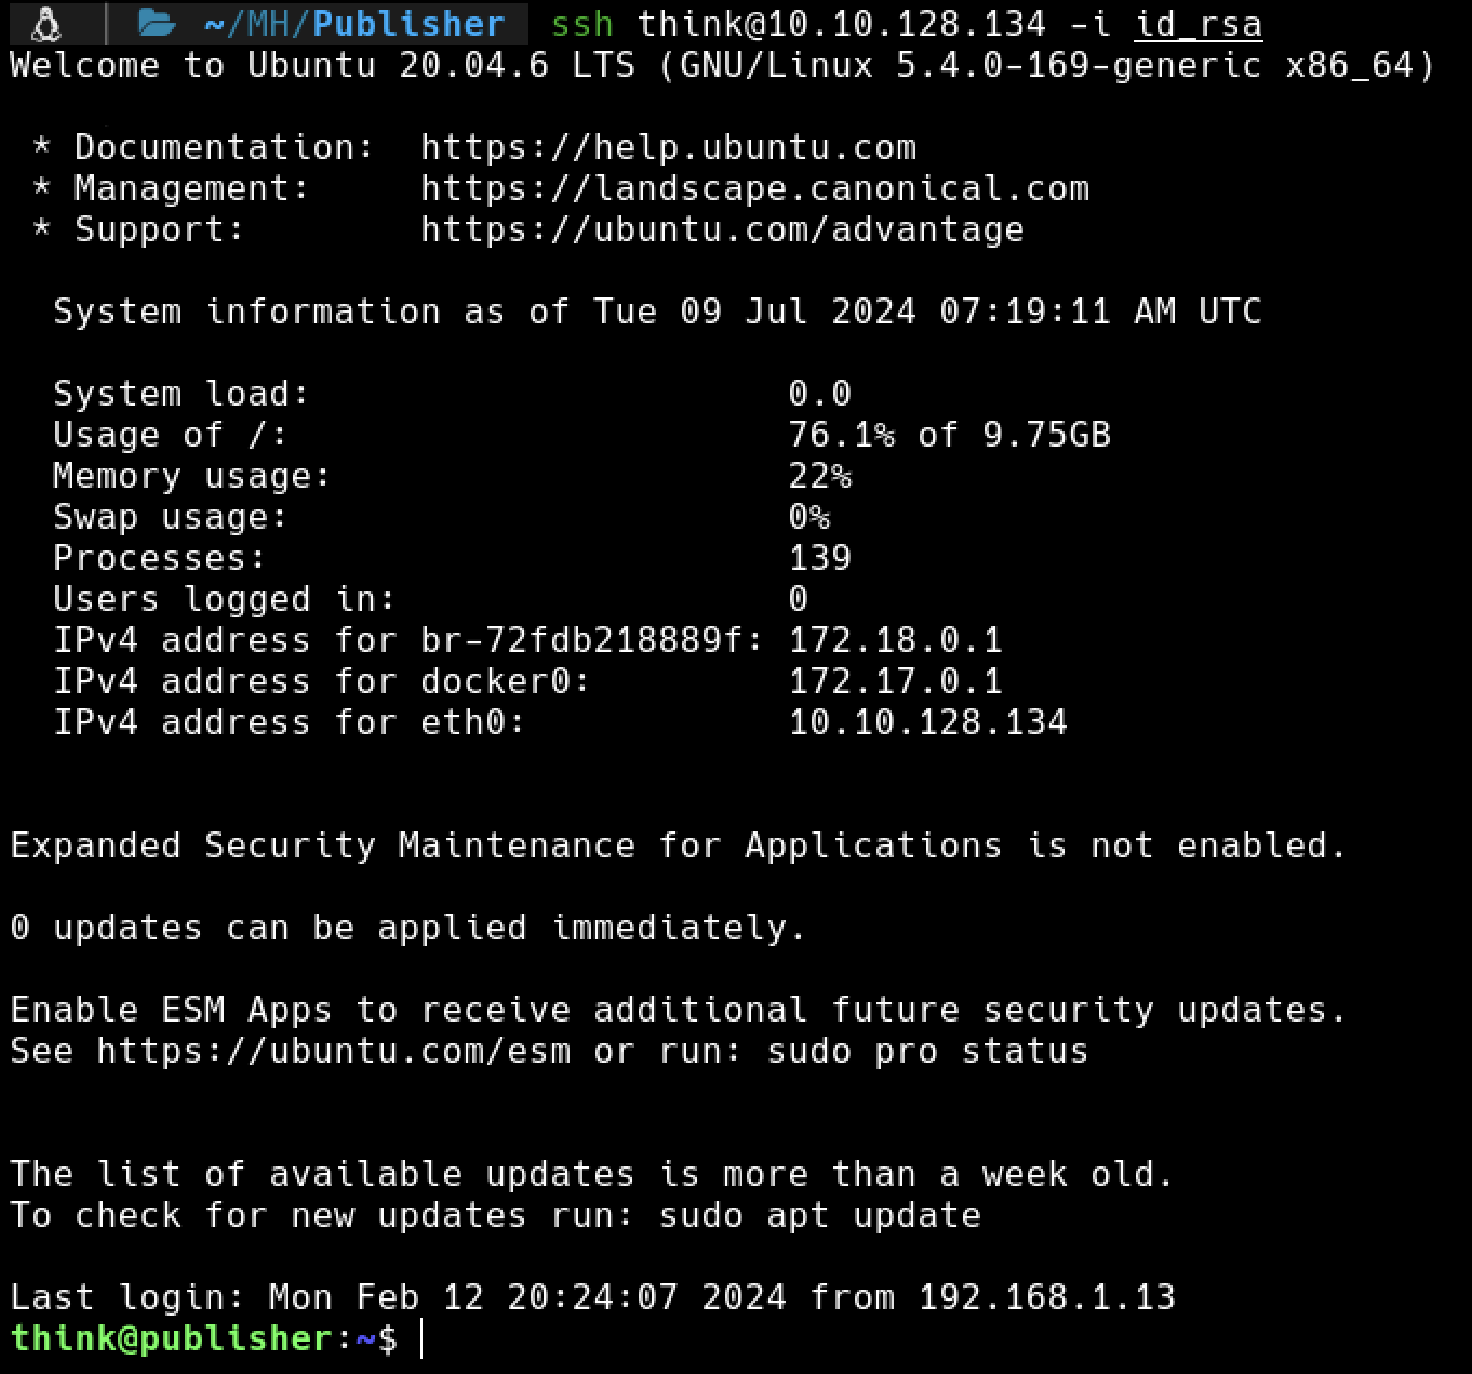 ~/MH/Publisher ssh think@10.10.128.134 -i id_rsa
Welcome to Ubuntu 20.04.6 LTS (GNU/Linux 5.4.0-169-generic x86_64)
* Documentation: https://help.ubuntu.com
* Management: https://landscape.canonical.com
* Support: https://ubuntu.com/advantage
System information as of Tue 09 Jul 2024 07:19:11 AM UTC
System load: 0.0
Usage of /: 76.1% of 9.75GB
Memory usage: 22%
Swap usage: 0%
Processes: 139
Users logged in: 0
IPv4 address for br-72fdb218889f: 172.18.0.1
IPv4 address for docker0: 172.17.0.1
IPv4 address for eth0: 10.10.128.134
Expanded Security Maintenance for Applications is not enabled.
0 updates can be applied immediately.
Enable ESM Apps to receive additional future security updates.
See https://ubuntu.com/esm or run: sudo pro status
The list of available updates is more than a week old.
To check for new updates run: sudo apt update
Last login: Mon Feb 12 20:24:07 2024 from 192.168.1.13
think@publisher:~$